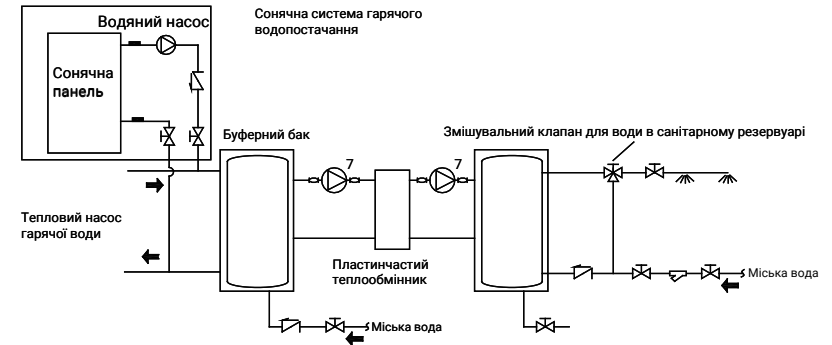 Сонячна система гарячого
водопостачання
Водяний насос
Сонячна
панель
Буферний бак
Змішувальний клапан для води в санітарному резервуарі
7
7
Тепловий насос
гарячої води
Пластинчастий
теплообмінник
Міська вода
Міська вода